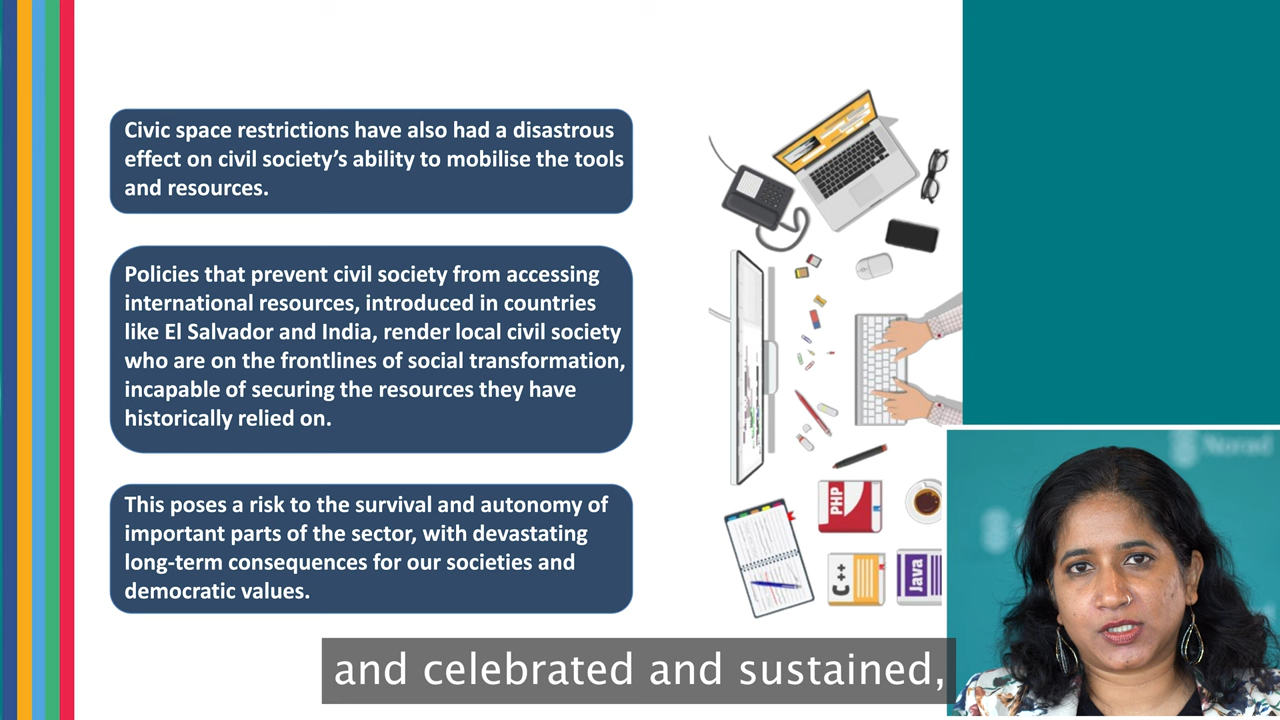 Civic space restrictions have also had a disastrous
effect on civil society’s ability to mobilise the tools
and resources.
Policies that prevent civil society from accessing
international resources, introduced in countries
like El Salvador and India, render local civil society
who are on the frontlines of social transformation,
incapable of securing the resources they have
historically relied on.
This poses a risk to the survival and autonomy of
important parts of the sector, with devastating
long-term consequences for our societies and
democratic values.
PHP
C++
Java
Norad
and celebrated and sustained,